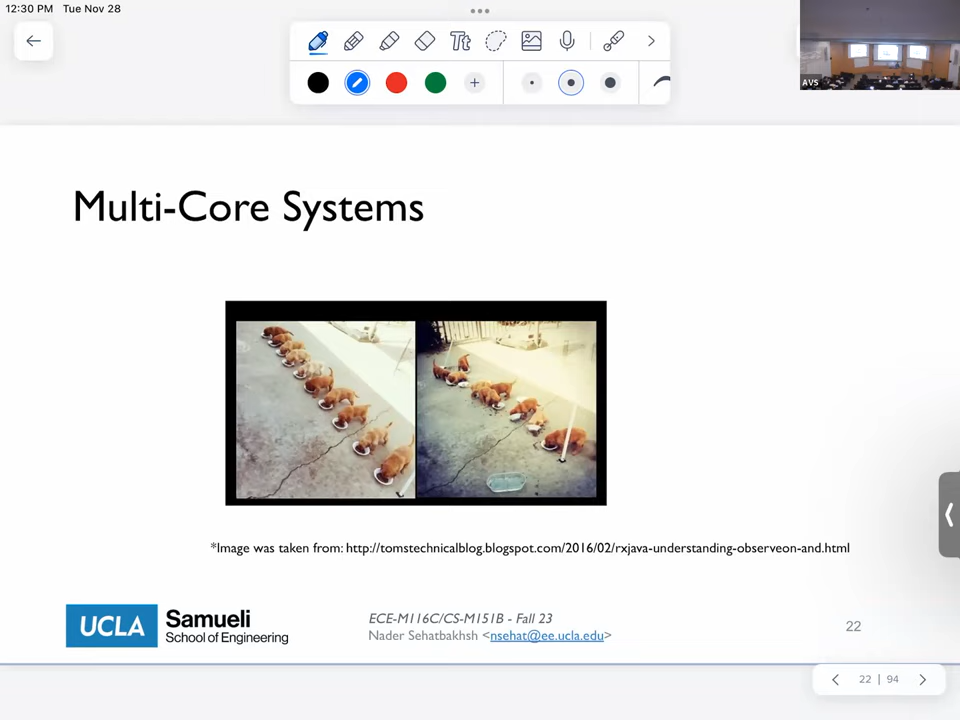 12:30 PM Tue Nov 28
Tt
AVS
Multi-Core Systems
*Image was taken from: http://tomstechnicalblog.blogspot.com/2016/02/rxjava-understanding-observeon-and.html
UCLA
Samueli
School of Engineering
ECE-M116C/CS-M151B - Fall 23
Nader Sehatbakhsh <nsehat@ee.ucla.edu>
22
22 | 94